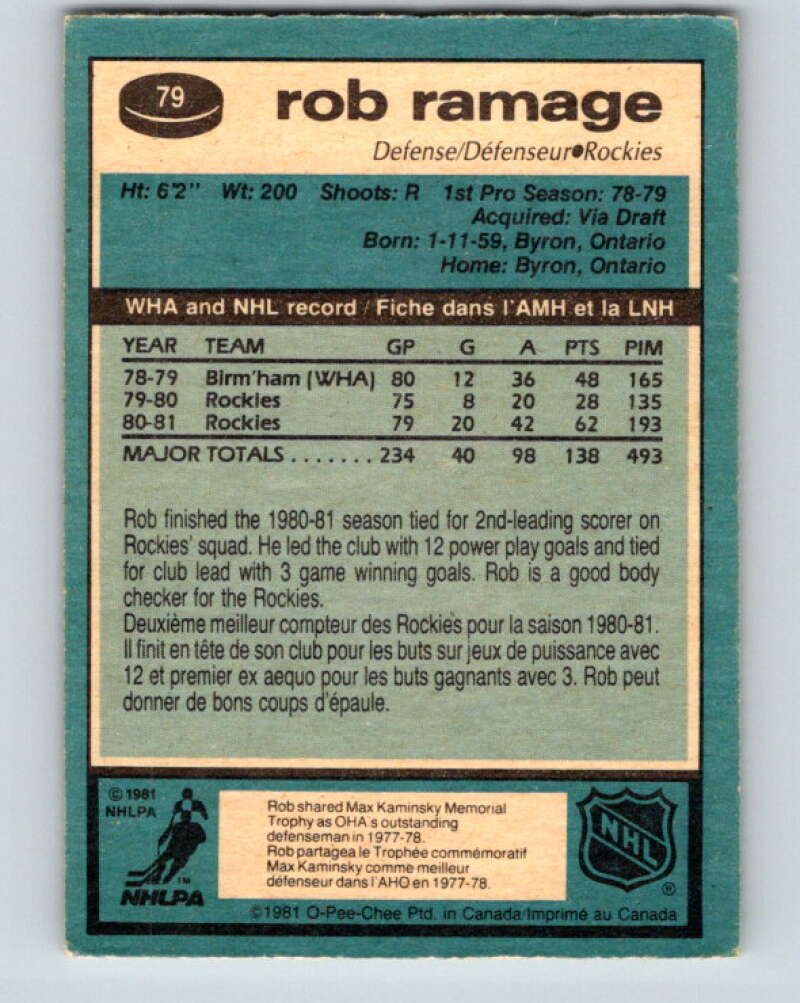 79
rob ramage
Defense/Défenseur●Rockies
Ht: 6'2" Wt: 200 Shoots: R 1st Pro Season: 78-79
Acquired: Via Draft
Born: 1-11-59, Byron, Ontario
Home: Byron, Ontario
WHA and NHL record / Fiche dans l'AMH et la LNH
YEAR TEAM GP G A PTS PIM
78-79 Birm'ham (WHA) 80 12 36 48 165
79-80 Rockies 75 8 20 28 135
80-81 Rockies 79 20 42 62 193
MAJOR TOTALS ....... 234 40 98 138 493
Rob finished the 1980-81 season tied for 2nd-leading scorer on
Rockies' squad. He led the club with 12 power play goals and tied
for club lead with 3 game winning goals. Rob is a good body
checker for the Rockies.
Deuxième meilleur compteur des Rockies pour la saison 1980-81.
Il finit en tête de son club pour les buts sur jeux de puissance avec
12 et premier ex aequo pour les buts gagnants avec 3. Rob peut
donner de bons coups d'épaule.
© 1981
NHLPA
TM
NHLPA
Rob shared Max Kaminsky Memorial
Trophy as OHA's outstanding
defenseman in 1977-78.
Rob partagea le Trophée commémoratif
Max Kaminsky comme meilleur
défenseur dans l'AHO en 1977-78.
NHL
®
©1981 O-Pee-Chee Ptd. in Canada/Imprimé au Canada